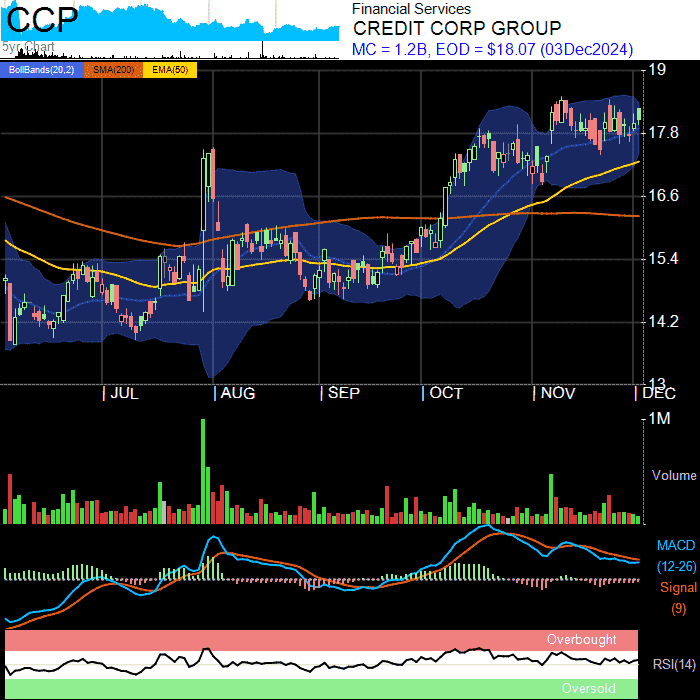 CCP
5yr Chart
Financial Services
CREDIT CORP GROUP
MC = 1.2B, EOD = $18.07 (03Dec2024)
BollBands(20,2) SMA(200) EMA(50)
19
17.8
16.6
15.4
14.2
13
JUL AUG SEP OCT NOV DEC
1M
Volume
MACD
(12-26)
Signal
(9)
Overbought
RSI(14)
Oversold